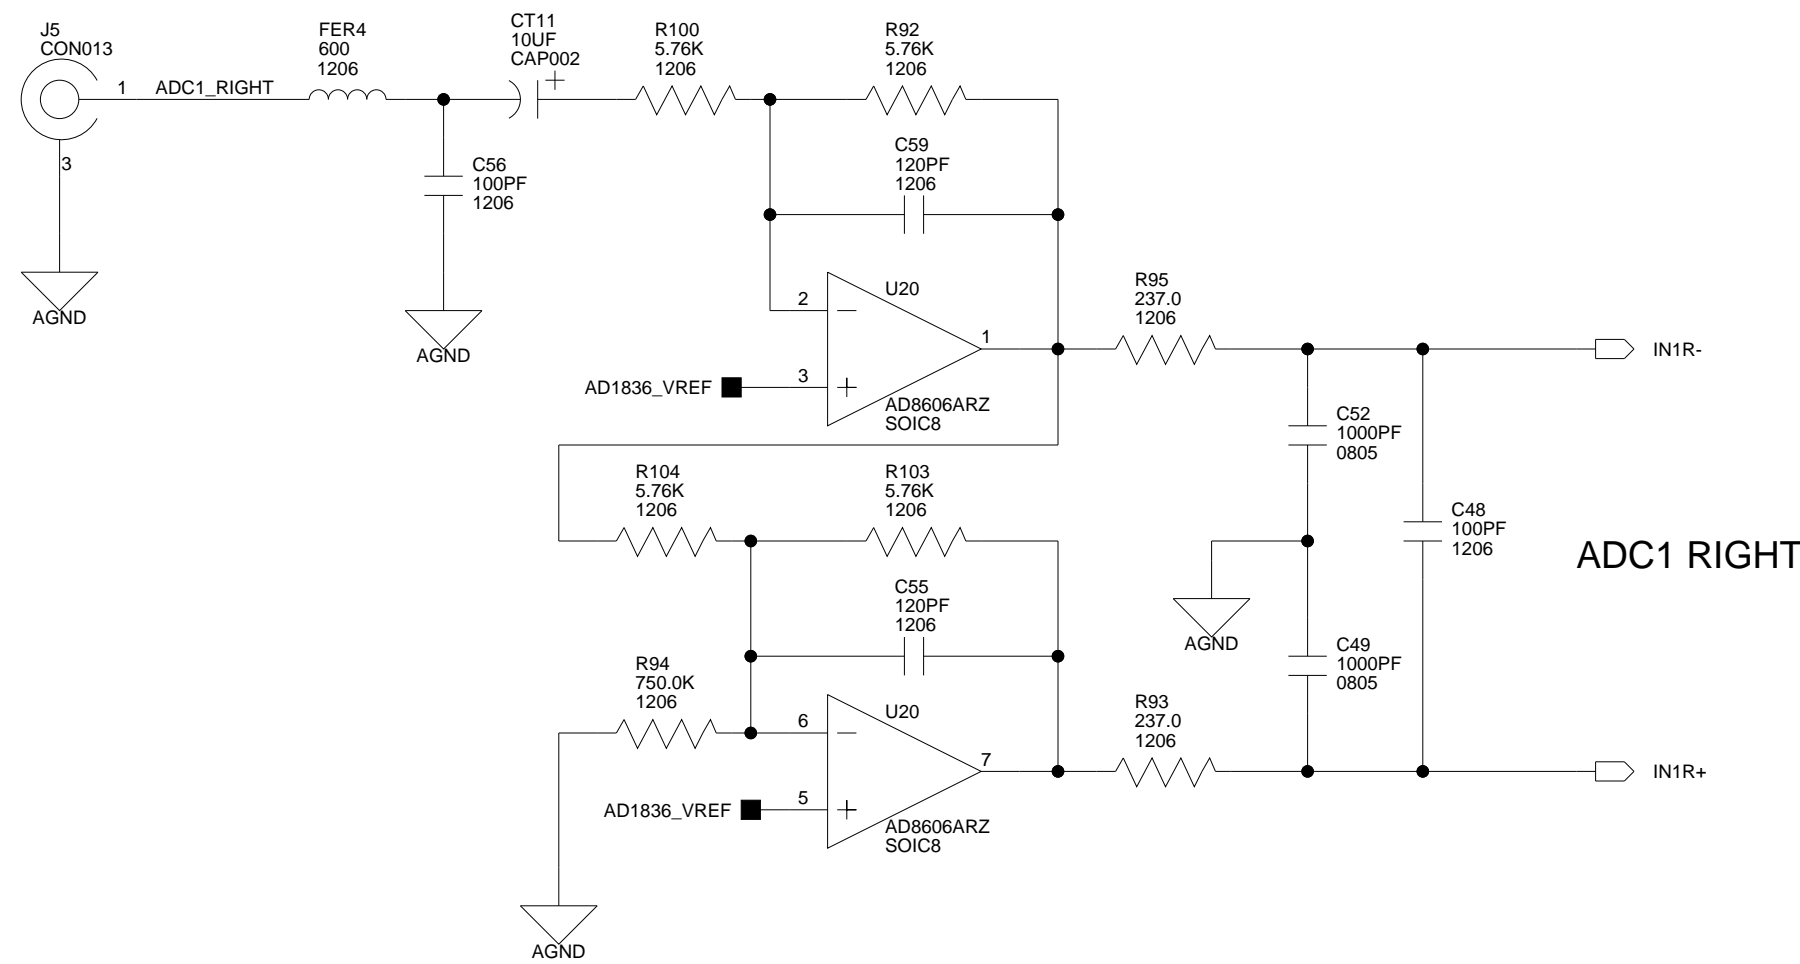 J5
CON013
1
ADC1_RIGHT
3
AGND
FER4
600
1206
C56
100PF
1206
AGND
CT11
10UF
CAP002
+
R100
5.76K
1206
R92
5.76K
1206
C59
120PF
1206
U20
2
1
AD1836_VREF
3
AD8606ARZ
SOIC8
R95
237.0
1206
IN1R-
C52
1000PF
0805
R104
5.76K
1206
R103
5.76K
1206
C48
100PF
1206
ADC1 RIGHT
C55
120PF
1206
AGND
C49
1000PF
0805
R94
750.0K
1206
U20
6
7
AD1836_VREF
5
AD8606ARZ
SOIC8
R93
237.0
1206
IN1R+
AGND